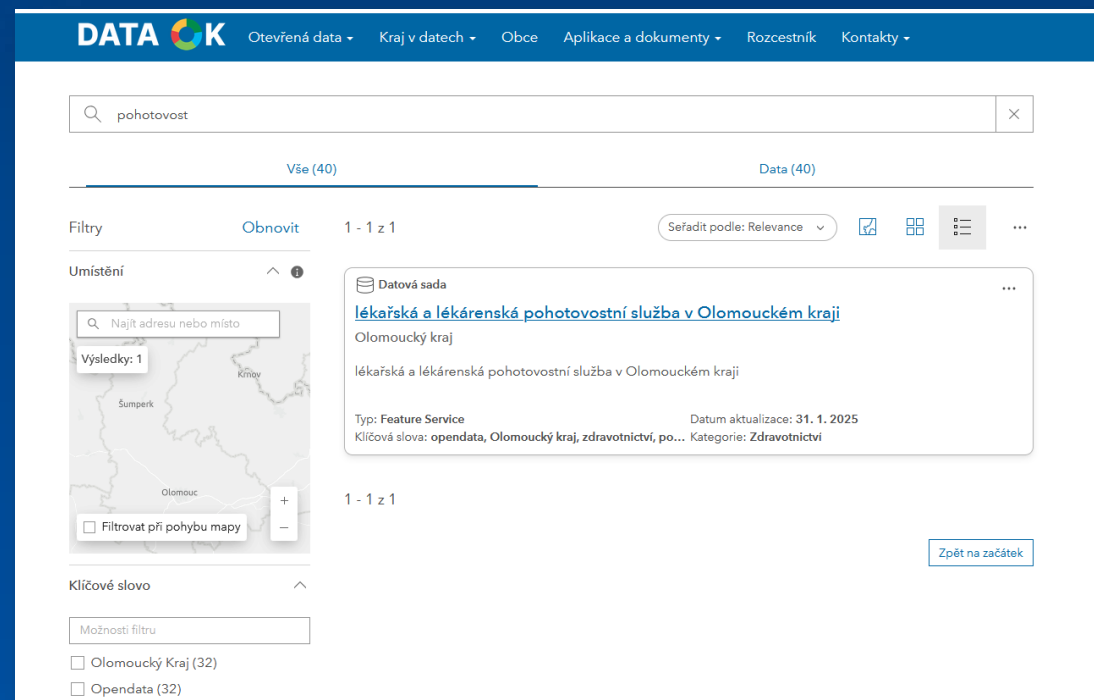 DATA OK Otevřená data Kraj v datech Obce Aplikace a dokumenty Rozcestník Kontakty
pohotovost
Vše (40) Data (40)
Filtry Obnovit 1 - 1 z 1 Seřadit podle: Relevance
Umístění
Najít adresu nebo místo
Výsledky: 1
Krnov
Šumperk
Olomouc
+
Filtrovat při pohybu mapy −
Datová sada
lékařská a lékárenská pohotovostní služba v Olomouckém kraji
Olomoucký kraj
lékařská a lékárenská pohotovostní služba v Olomouckém kraji
Typ: Feature Service Datum aktualizace: 31. 1. 2025
Klíčová slova: opendata, Olomoucký kraj, zdravotnictví, po... Kategorie: Zdravotnictví
1 - 1 z 1
Zpět na začátek
Klíčové slovo
Možnosti filtru
Olomoucký Kraj (32)
Opendata (32)